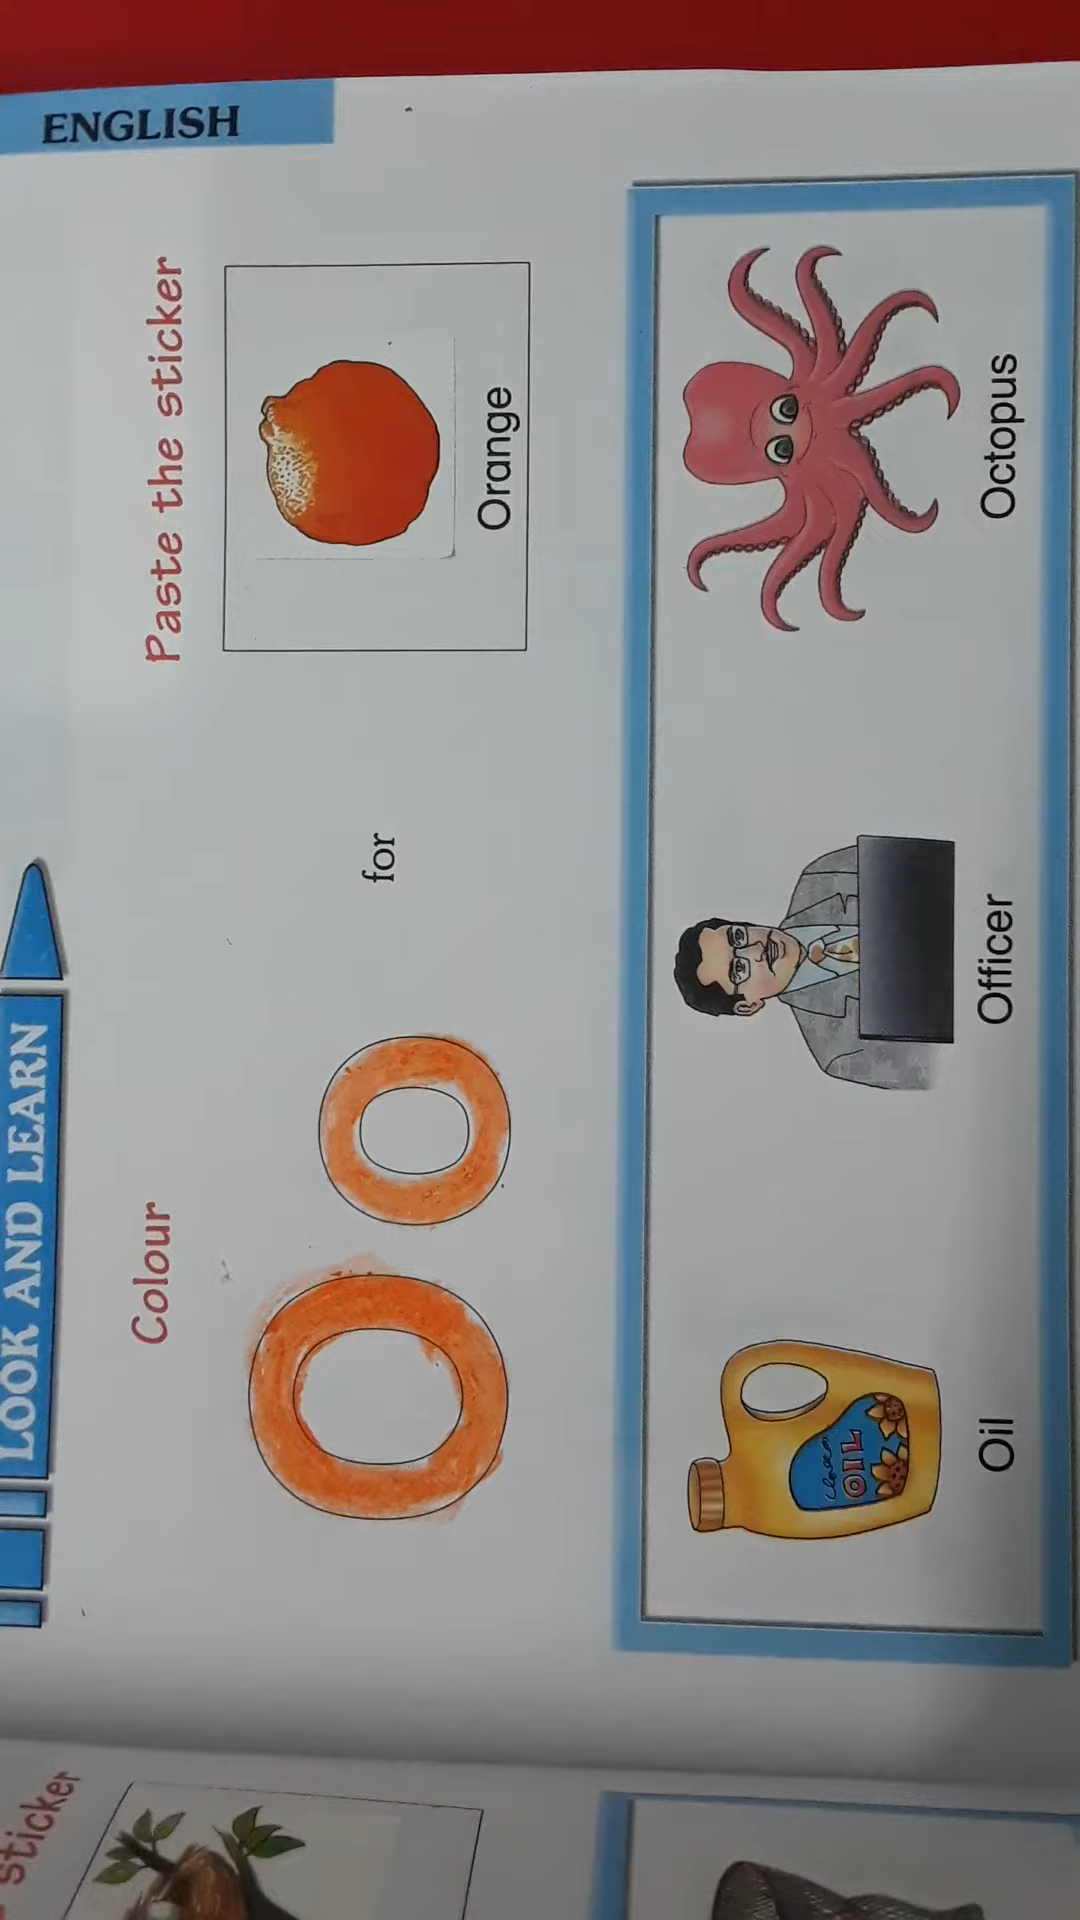 ENGLISH
LOOK AND LEARN
Colour
Paste the sticker
O o
for
Orange
OIL
Oil
Officer
Octopus
sticker